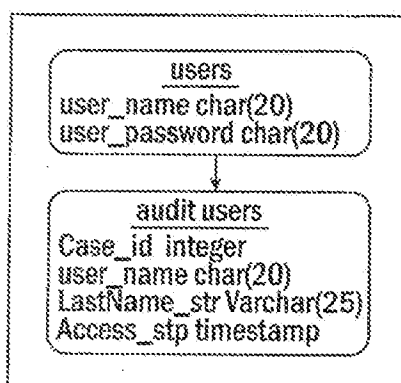 users
user_name char(20)
user_password char(20)
audit users
Case_id integer
user_name char(20)
LastName_str Varchar(25)
Access_stp timestamp